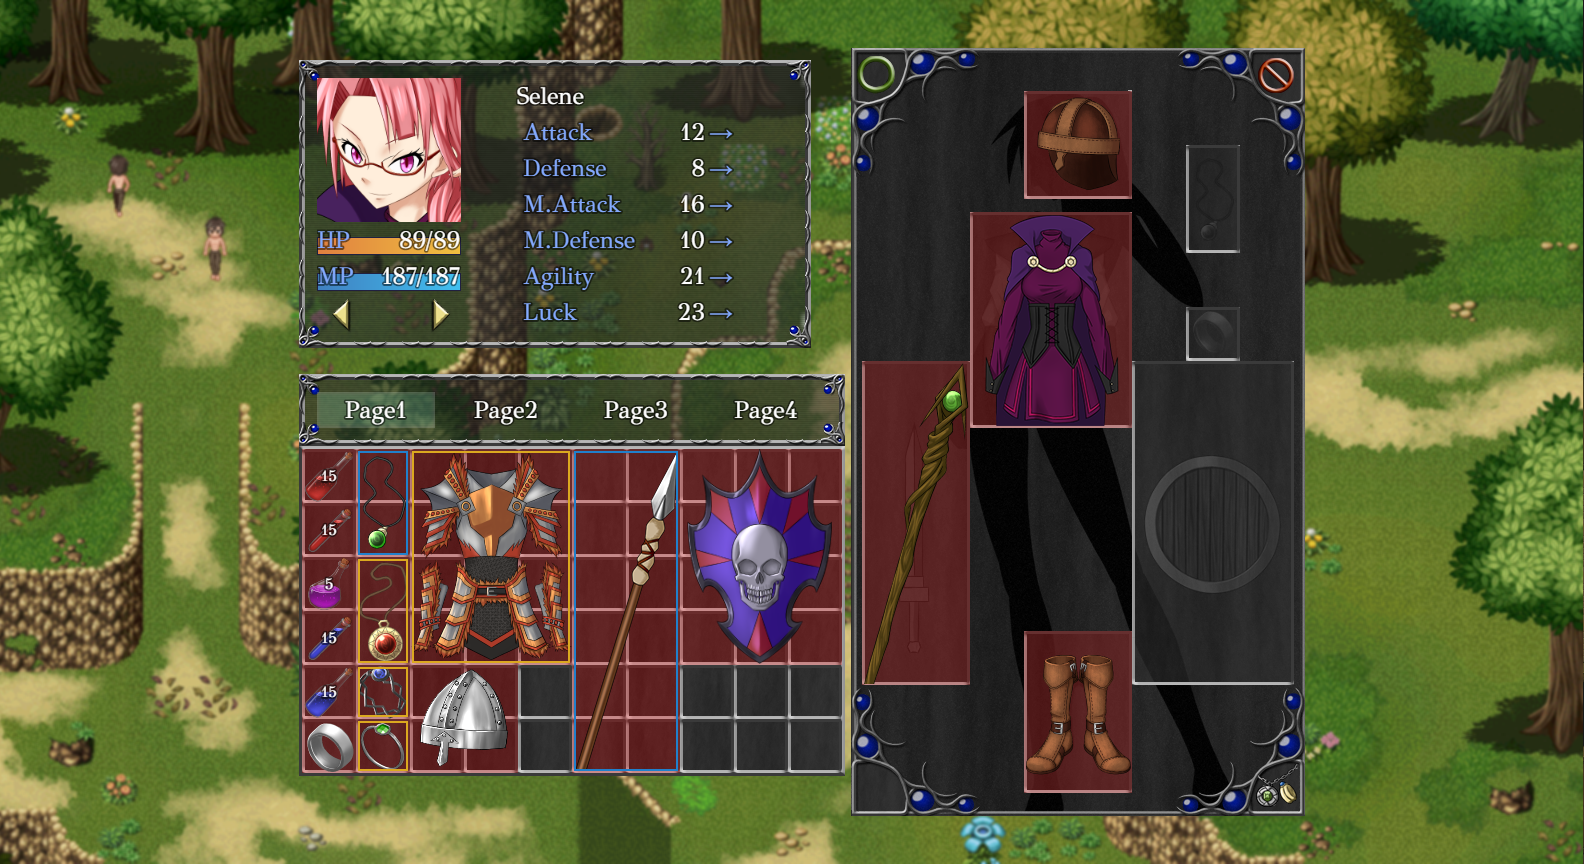 Selene
Attack 12→
Defense 8→
M.Attack 16→
M.Defense 10→
Agility 21→
Luck 23→
HP 89/89
MP 187/187
Page1 Page2 Page3 Page4
15
15
5
15
15